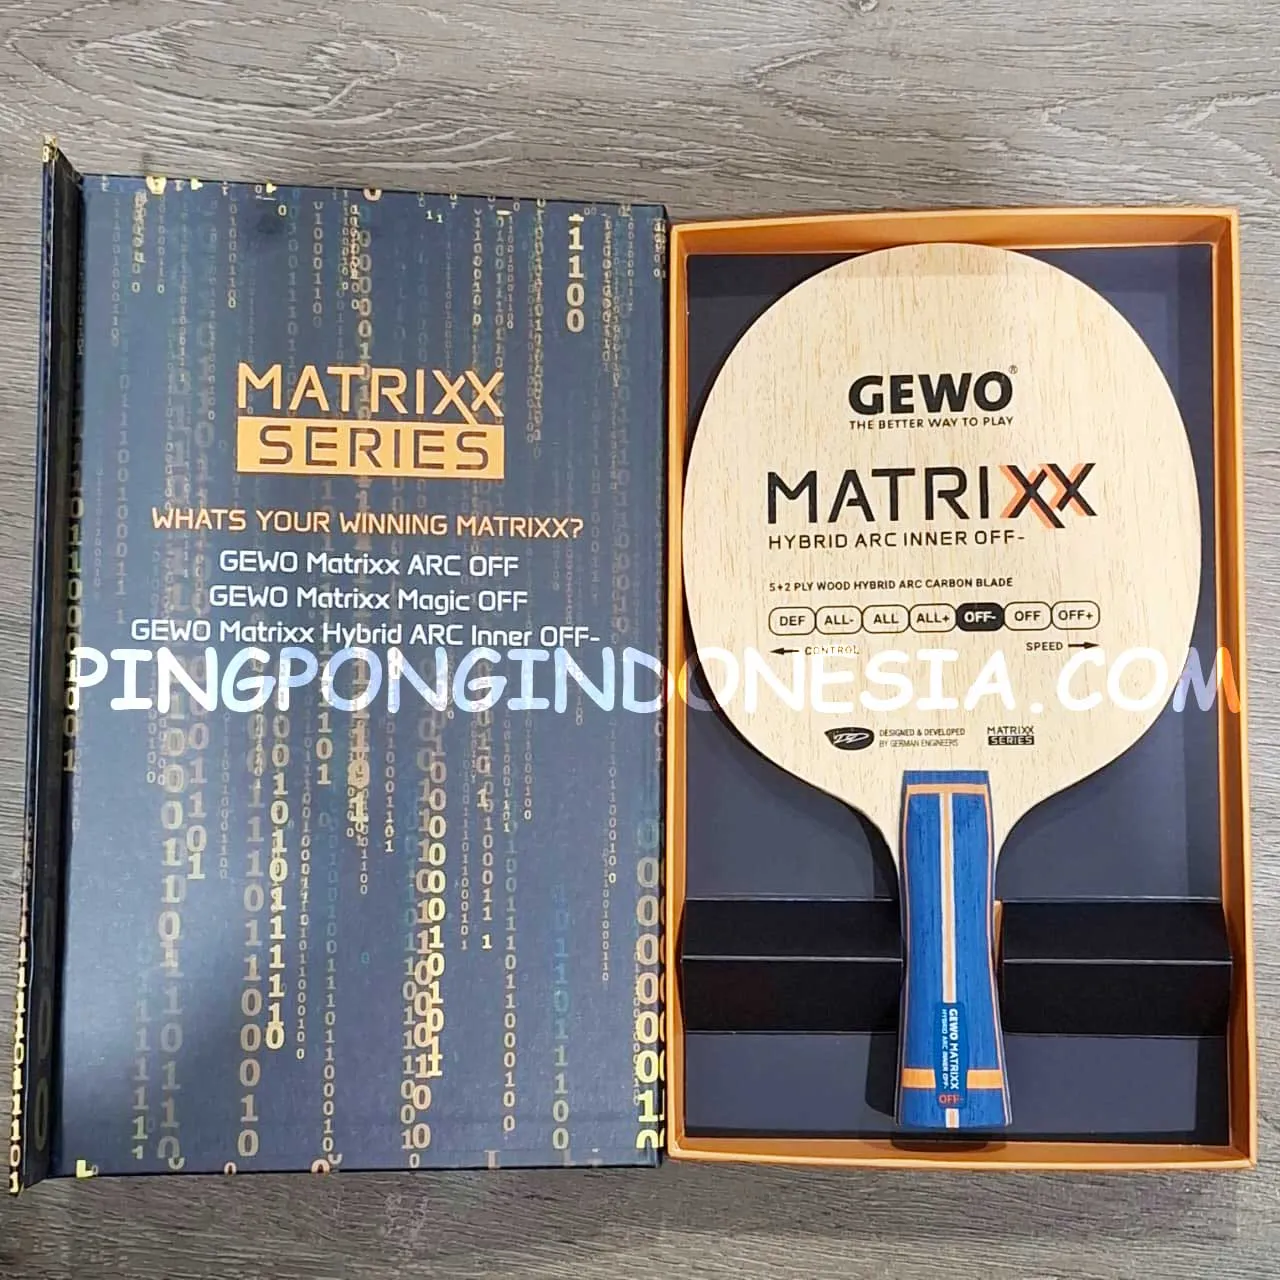 MATRIXX
SERIES
WHATS YOUR WINNING MATRIXX?
GEWO Matrixx ARC OFF
GEWO Matrixx Magic OFF
GEWO Matrixx Hybrid ARC Inner OFF-
PINGPONGINDONESIA.COM
GEWO®
THE BETTER WAY TO PLAY
MATRIXX
HYBRID ARC INNER OFF-
5+2 PLY WOOD HYBRID ARC CARBON BLADE
DEF ALL- ALL ALL+ OFF- OFF OFF+
CONTROL SPEED
DESIGNED & DEVELOPED
BY GERMAN ENGINEERS
MATRIXX
SERIES
GEWO MATRIXX
HYBRID ARC INNER OFF-
OFF-